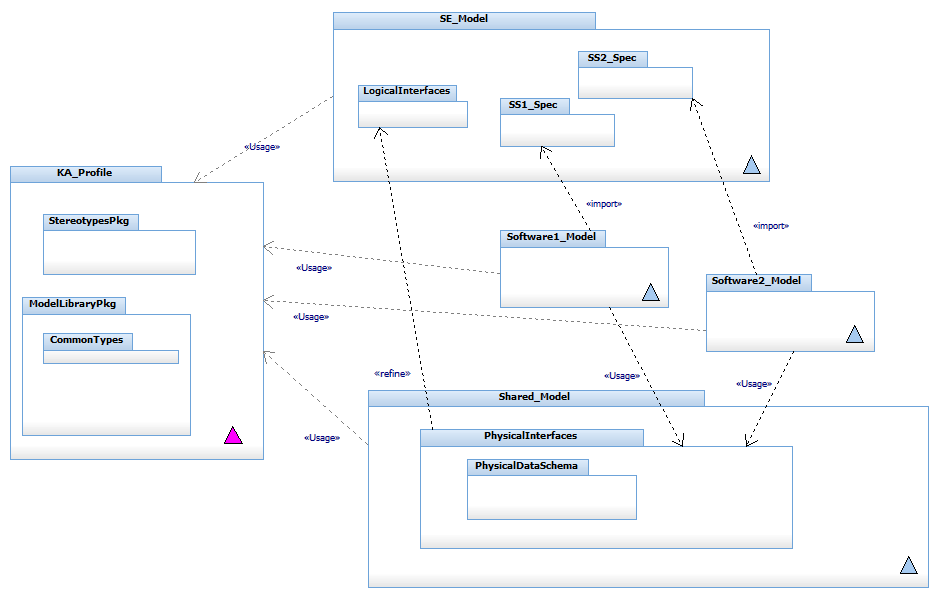 SE_Model
SS2_Spec
LogicalInterfaces
SS1_Spec
«Usage»
KA_Profile
«import»
StereotypesPkg
«import»
Software1_Model
«Usage»
Software2_Model
ModelLibraryPkg
«Usage»
CommonTypes
«refine»
«Usage»
«Usage»
Shared_Model
«Usage»
PhysicalInterfaces
PhysicalDataSchema